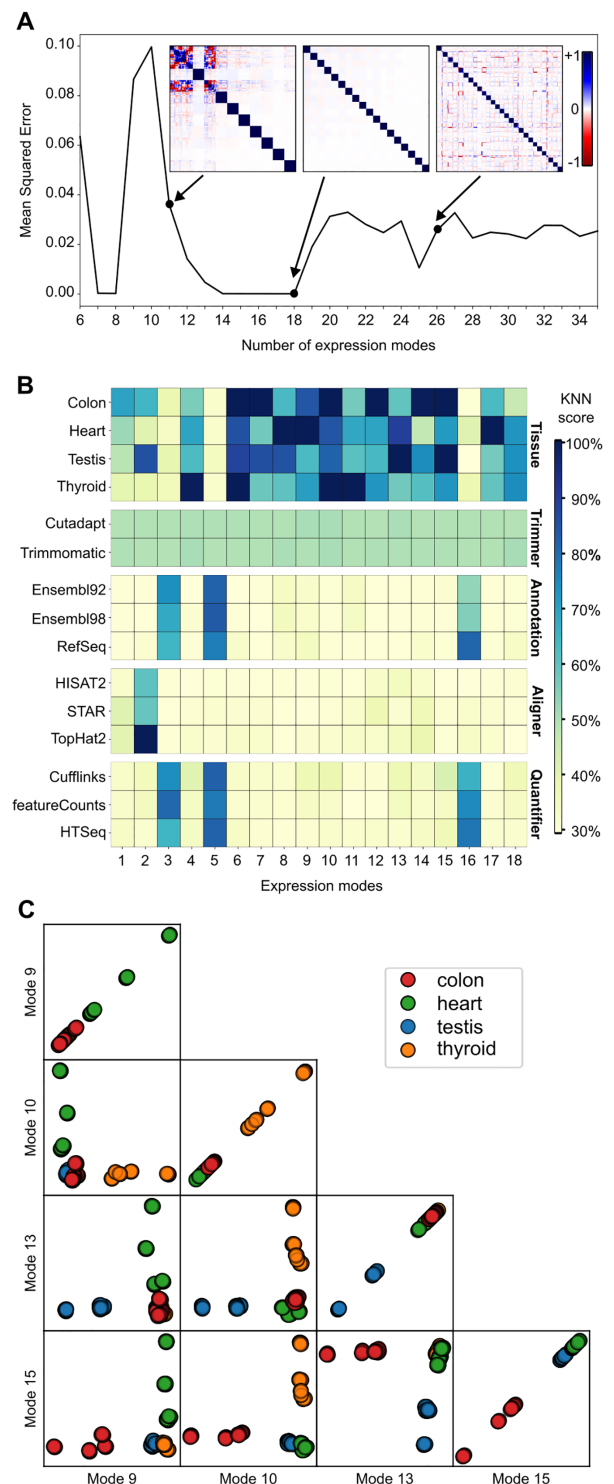 A
Mean Squared Error
0.10
0.08
0.06
0.04
0.02
0.00
+1
0
-1
6 8 10 12 14 16 18 20 22 24 26 28 30 32 34
Number of expression modes
B
KNN
score
Colon
Heart
Testis
Thyroid
Tissue
Cutadapt
Trimmomatic
Trimmer
Ensembl92
Ensembl98
RefSeq
Annotation
HISAT2
STAR
TopHat2
Aligner
Cufflinks
featureCounts
HTSeq
Quantifier
100%
90%
80%
70%
60%
50%
40%
30%
1 2 3 4 5 6 7 8 9 10 11 12 13 14 15 16 17 18
Expression modes
C
Mode 9
Mode 10
Mode 13
Mode 15
colon
heart
testis
thyroid
Mode 9 Mode 10 Mode 13 Mode 15